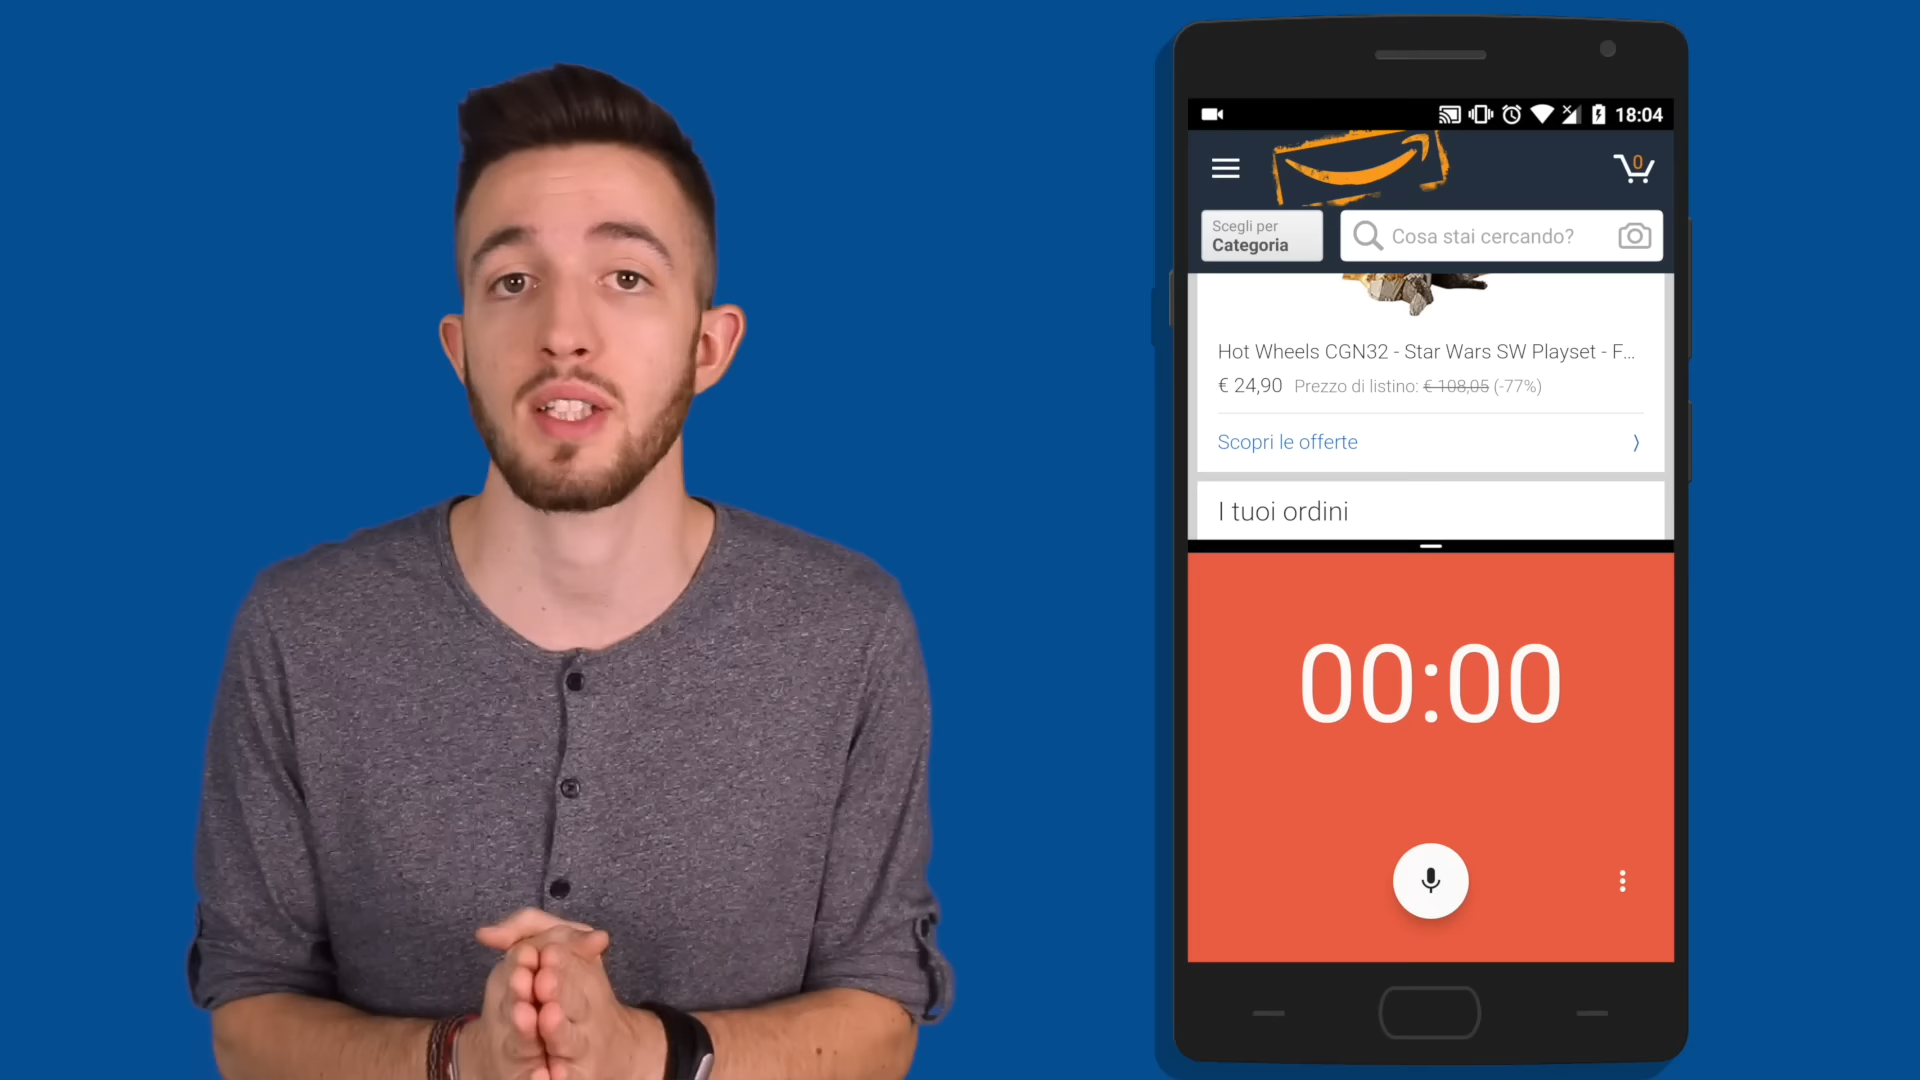 18:04
0
Scegli per
Categoria
Cosa stai cercando?
Hot Wheels CGN32 - Star Wars SW Playset - F...
€ 24,90 Prezzo di listino: € 108,05 (-77%)
Scopri le offerte
I tuoi ordini
00:00